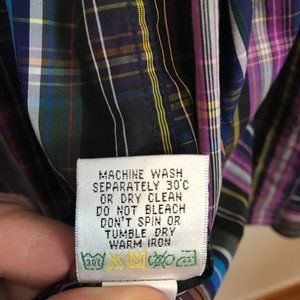 MACHINE WASH
SEPARATELY 30°C
OR DRY CLEAN
DO NOT BLEACH
DON'T SPIN OR
TUMBLE DRY
WARM IRON